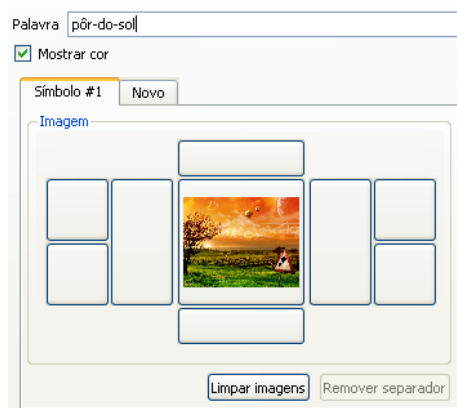 Palavra pôr-do-sol
Mostrar cor
Símbolo #1 Novo
Imagem
Limpar imagens Remover separador